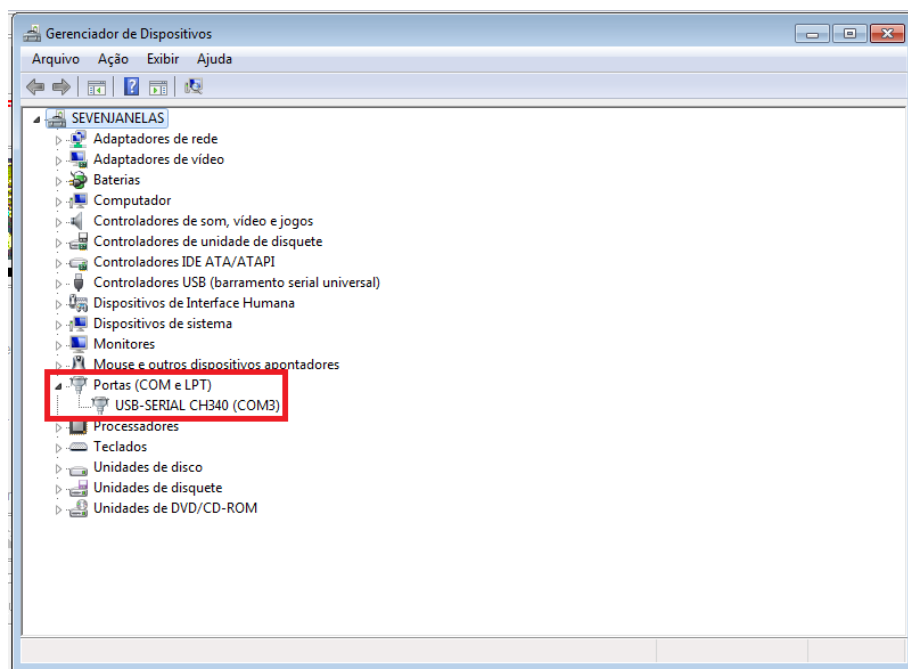 Gerenciador de Dispositivos
Arquivo Ação Exibir Ajuda
SEVENJANELAS
Adaptadores de rede
Adaptadores de vídeo
Baterias
Computador
Controladores de som, vídeo e jogos
Controladores de unidade de disquete
Controladores IDE ATA/ATAPI
Controladores USB (barramento serial universal)
Dispositivos de Interface Humana
Dispositivos de sistema
Monitores
Mouse e outros dispositivos apontadores
Portas (COM e LPT)
USB-SERIAL CH340 (COM3)
Processadores
Teclados
Unidades de disco
Unidades de disquete
Unidades de DVD/CD-ROM